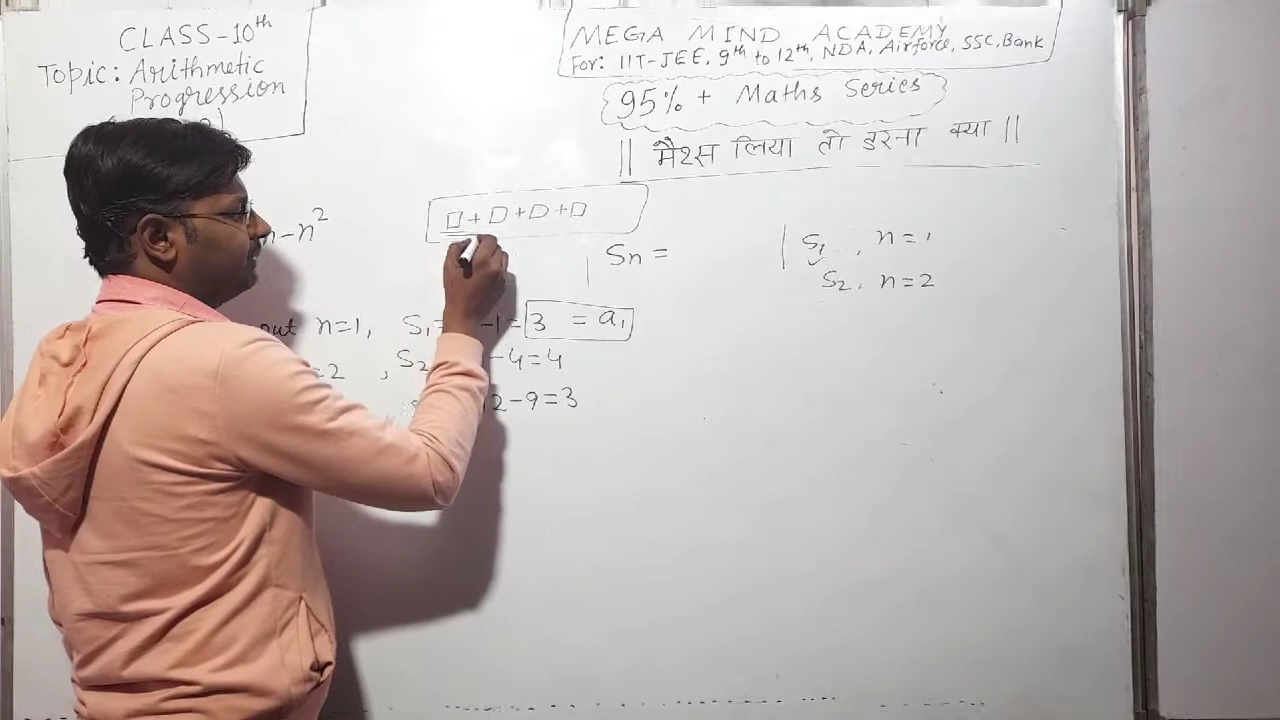 CLASS-10th
Topic: Arithmetic
Progression
MEGA MIND ACADEMY
For: IIT-JEE, 9th to 12th, NDA, Airforce, SSC, Bank
95% + Maths Series
|| मैथ्स लिया तो डरना क्या ||
n-n²
□ + □ + □ + □
Sn =
S₁, n=1
S₂, n=2
put n=1, S₁= -1= 3 = a₁
=2, S₂ -4=4
12-9=3